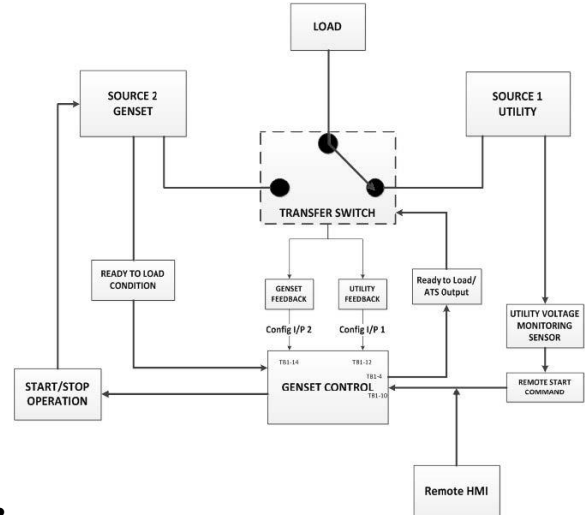 LOAD
SOURCE 2
GENSET
SOURCE 1
UTILITY
TRANSFER SWITCH
READY TO LOAD
CONDITION
GENSET
FEEDBACK
UTILITY
FEEDBACK
Ready to Load/
ATS Output
UTILITY VOLTAGE
MONITORING
SENSOR
Config I/P 2
Config I/P 1
TB1-14
TB1-12
TB1-4
GENSET CONTROL
TB1-10
START/STOP
OPERATION
REMOTE START
COMMAND
Remote HMI